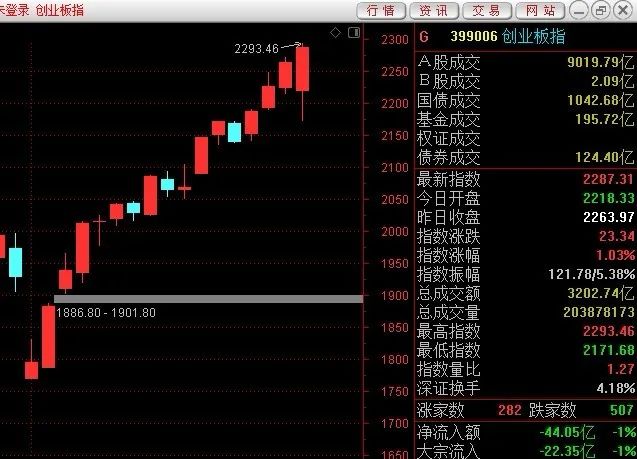 未登录 创业板指
行情 资讯 交易 网站
2293.46
1886.80 - 1901.80
2300
2250
2200
2150
2100
2050
2000
1950
1900
1850
1800
1750
1700
1650
G 399006 创业板指
A股成交 9019.79亿
B股成交 2.09亿
国债成交 1042.68亿
基金成交 195.72亿
权证成交
债券成交 124.40亿
最新指数 2287.31
今日开盘 2218.33
昨日收盘 2263.97
指数涨跌 23.34
指数涨幅 1.03%
指数振幅 121.78/5.38%
总成交额 3202.74亿
总成交量 203878173
最高指数 2293.46
最低指数 2171.68
指数量比 1.27
深证换手 4.18%
涨家数 282 跌家数 507
净流入额 -44.05亿 -1%
大宗流入 -22.35亿 -1%